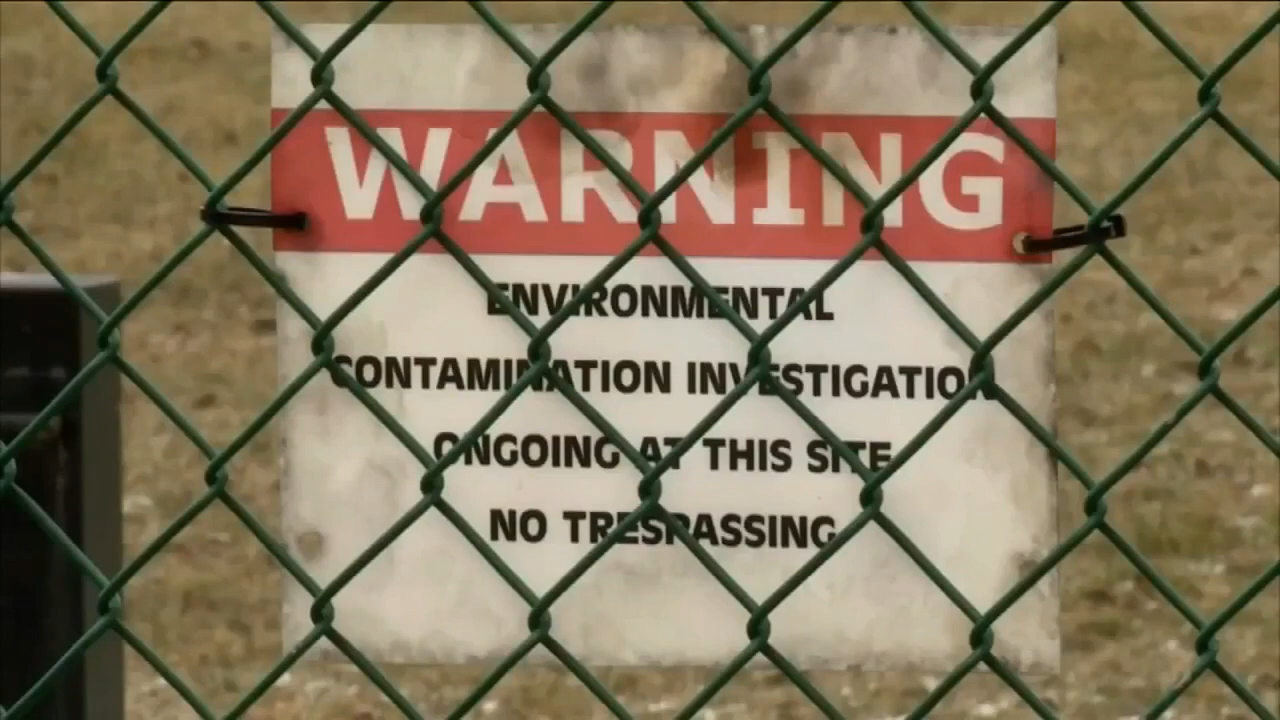 WARNING
ENVIRONMENTAL
CONTAMINATION INVESTIGATION
ONGOING AT THIS SITE
NO TRESPASSING